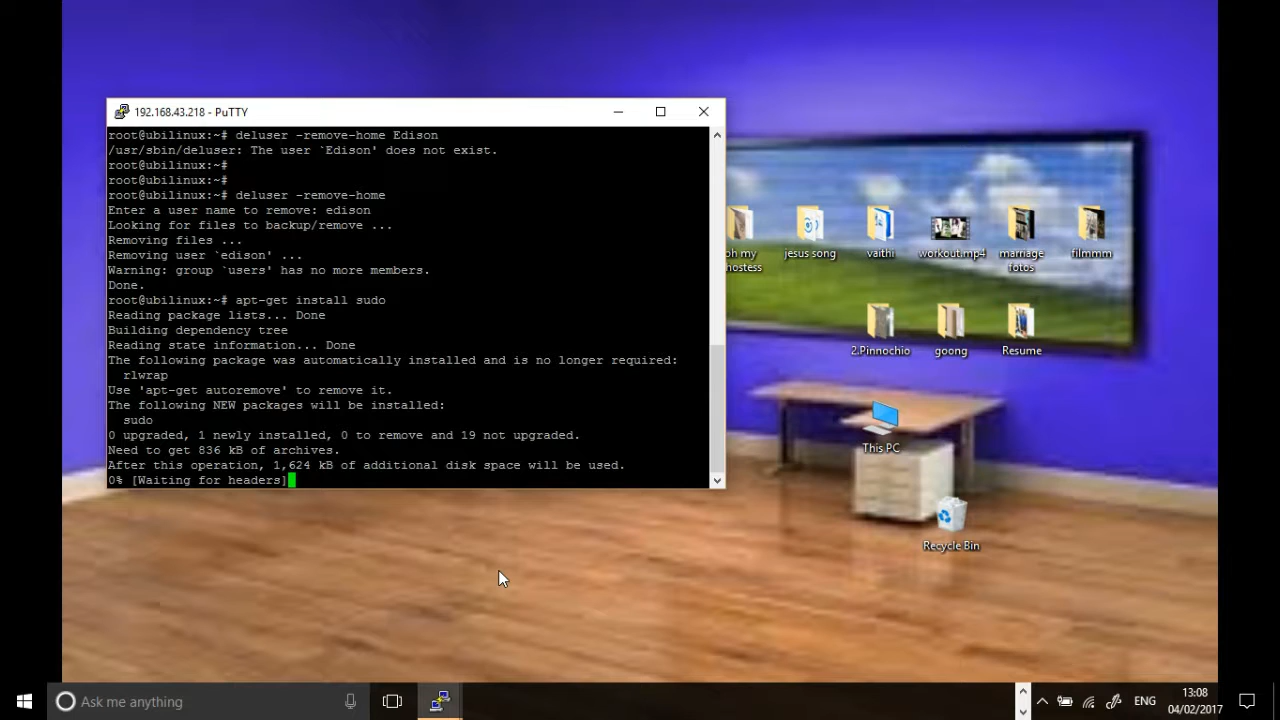 192.168.43.218 - PuTTY
root@ubilinux:~# deluser -remove-home Edison
/usr/sbin/deluser: The user `Edison' does not exist.
root@ubilinux:~#
root@ubilinux:~#
root@ubilinux:~# deluser -remove-home
Enter a user name to remove: edison
Looking for files to backup/remove ...
Removing files ...
Removing user `edison' ...
Warning: group `users' has no more members.
Done.
root@ubilinux:~# apt-get install sudo
Reading package lists... Done
Building dependency tree
Reading state information... Done
The following package was automatically installed and is no longer required:
rlwrap
Use 'apt-get autoremove' to remove it.
The following NEW packages will be installed:
sudo
0 upgraded, 1 newly installed, 0 to remove and 19 not upgraded.
Need to get 836 kB of archives.
After this operation, 1,624 kB of additional disk space will be used.
0% [Waiting for headers]
oh my
hostess
jesus song
vaithi
workout.mp4
marriage
fotos
filmmm
2.Pinnochio
goong
Resume
This PC
Recycle Bin
Ask me anything
ENG
13:08
04/02/2017